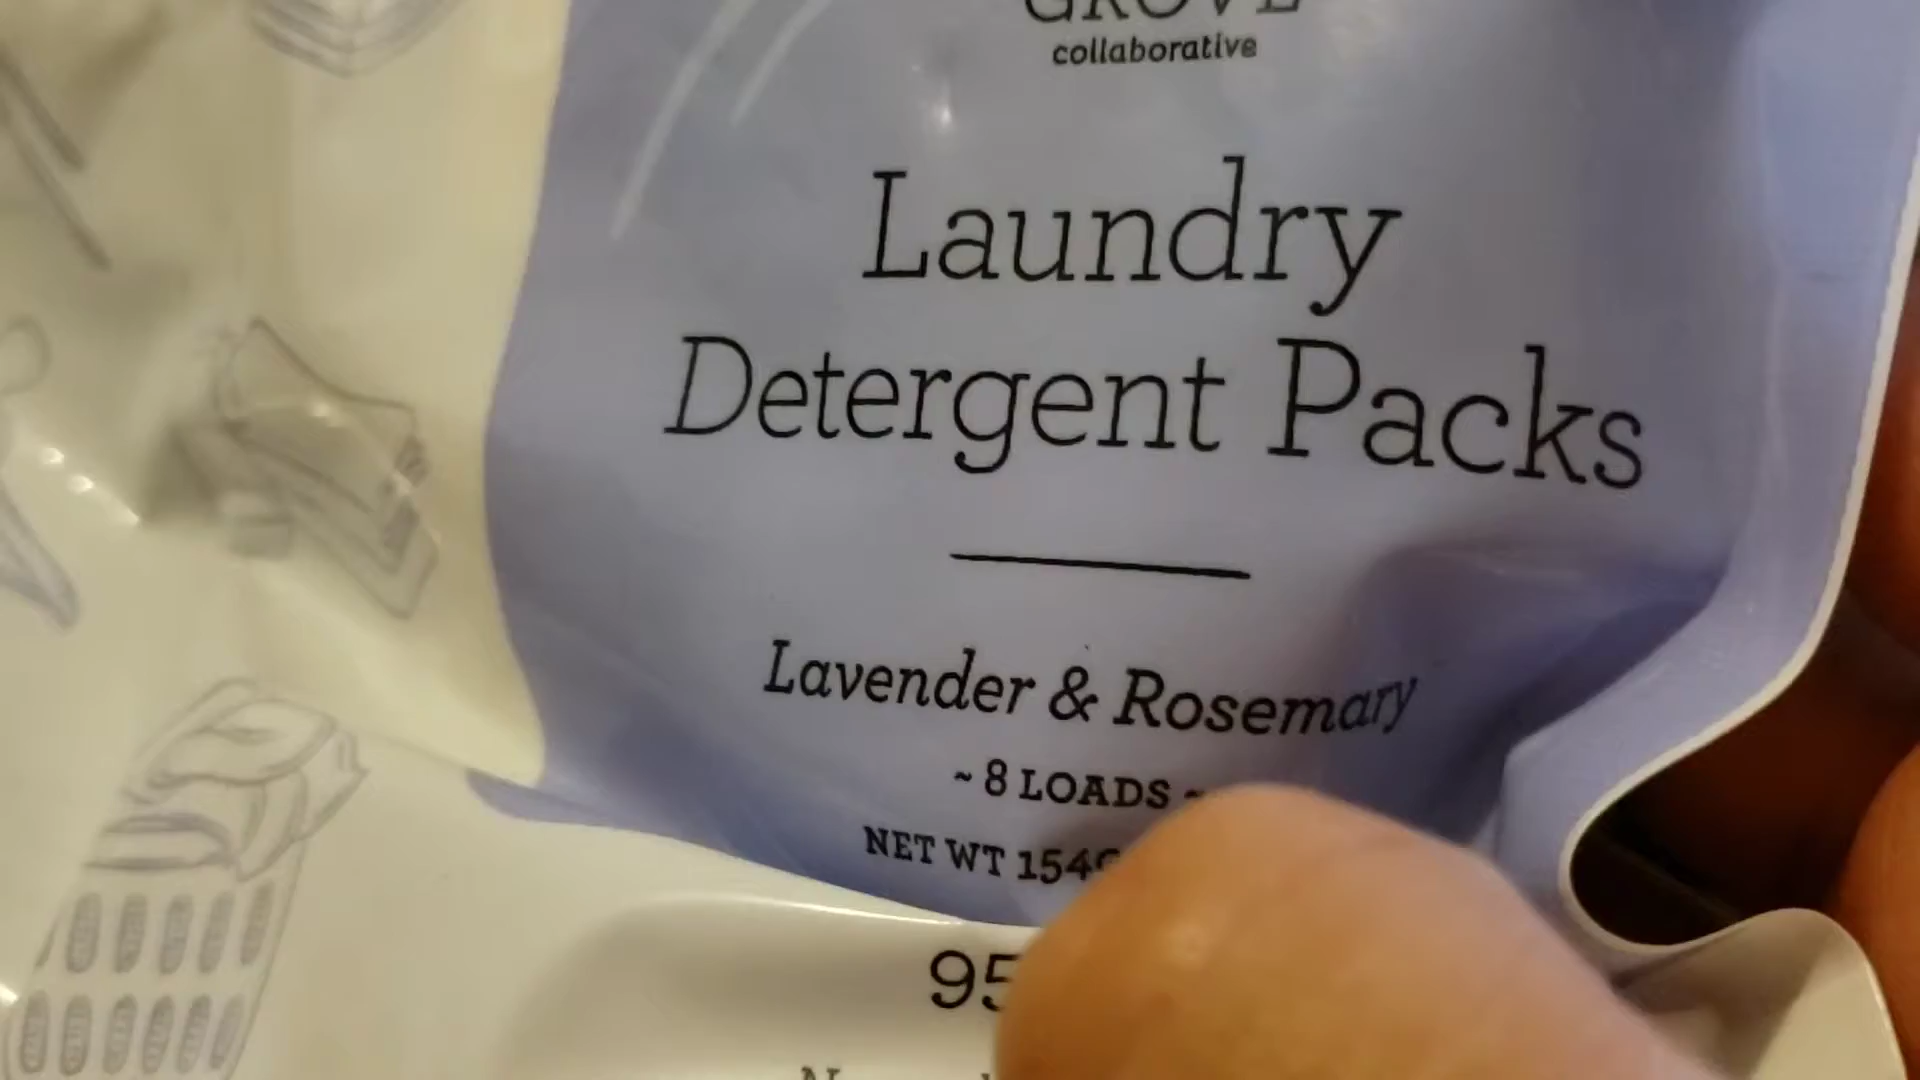 GROVE
collaborative
Laundry
Detergent Packs
Lavender & Rosemary
~ 8 LOADS ~
NET WT 154G
95